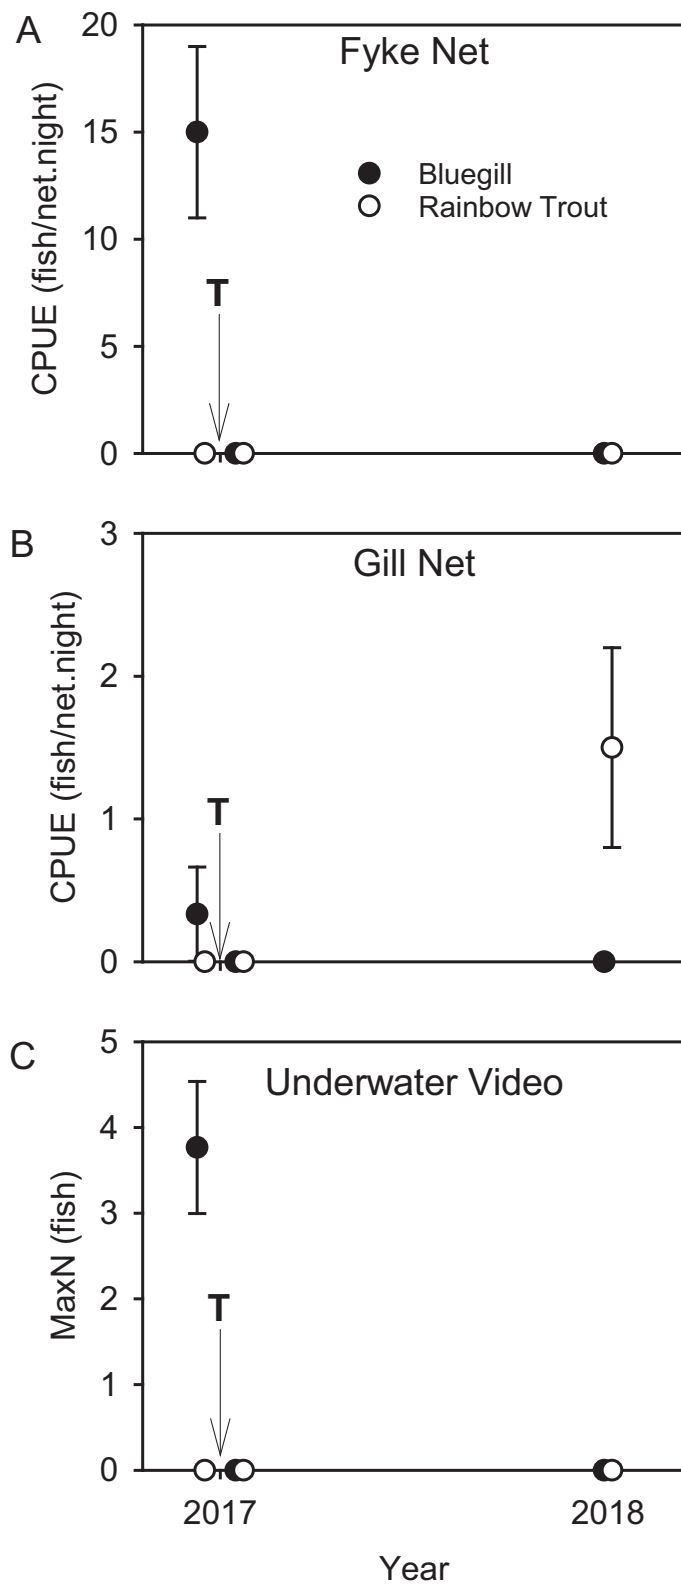 A
Fyke Net
20
15
10
5
0
CPUE (fish/net.night)
Bluegill
Rainbow Trout
T
B
Gill Net
3
2
1
0
CPUE (fish/net.night)
T
C
Underwater Video
5
4
3
2
1
0
MaxN (fish)
T
2017 2018
Year